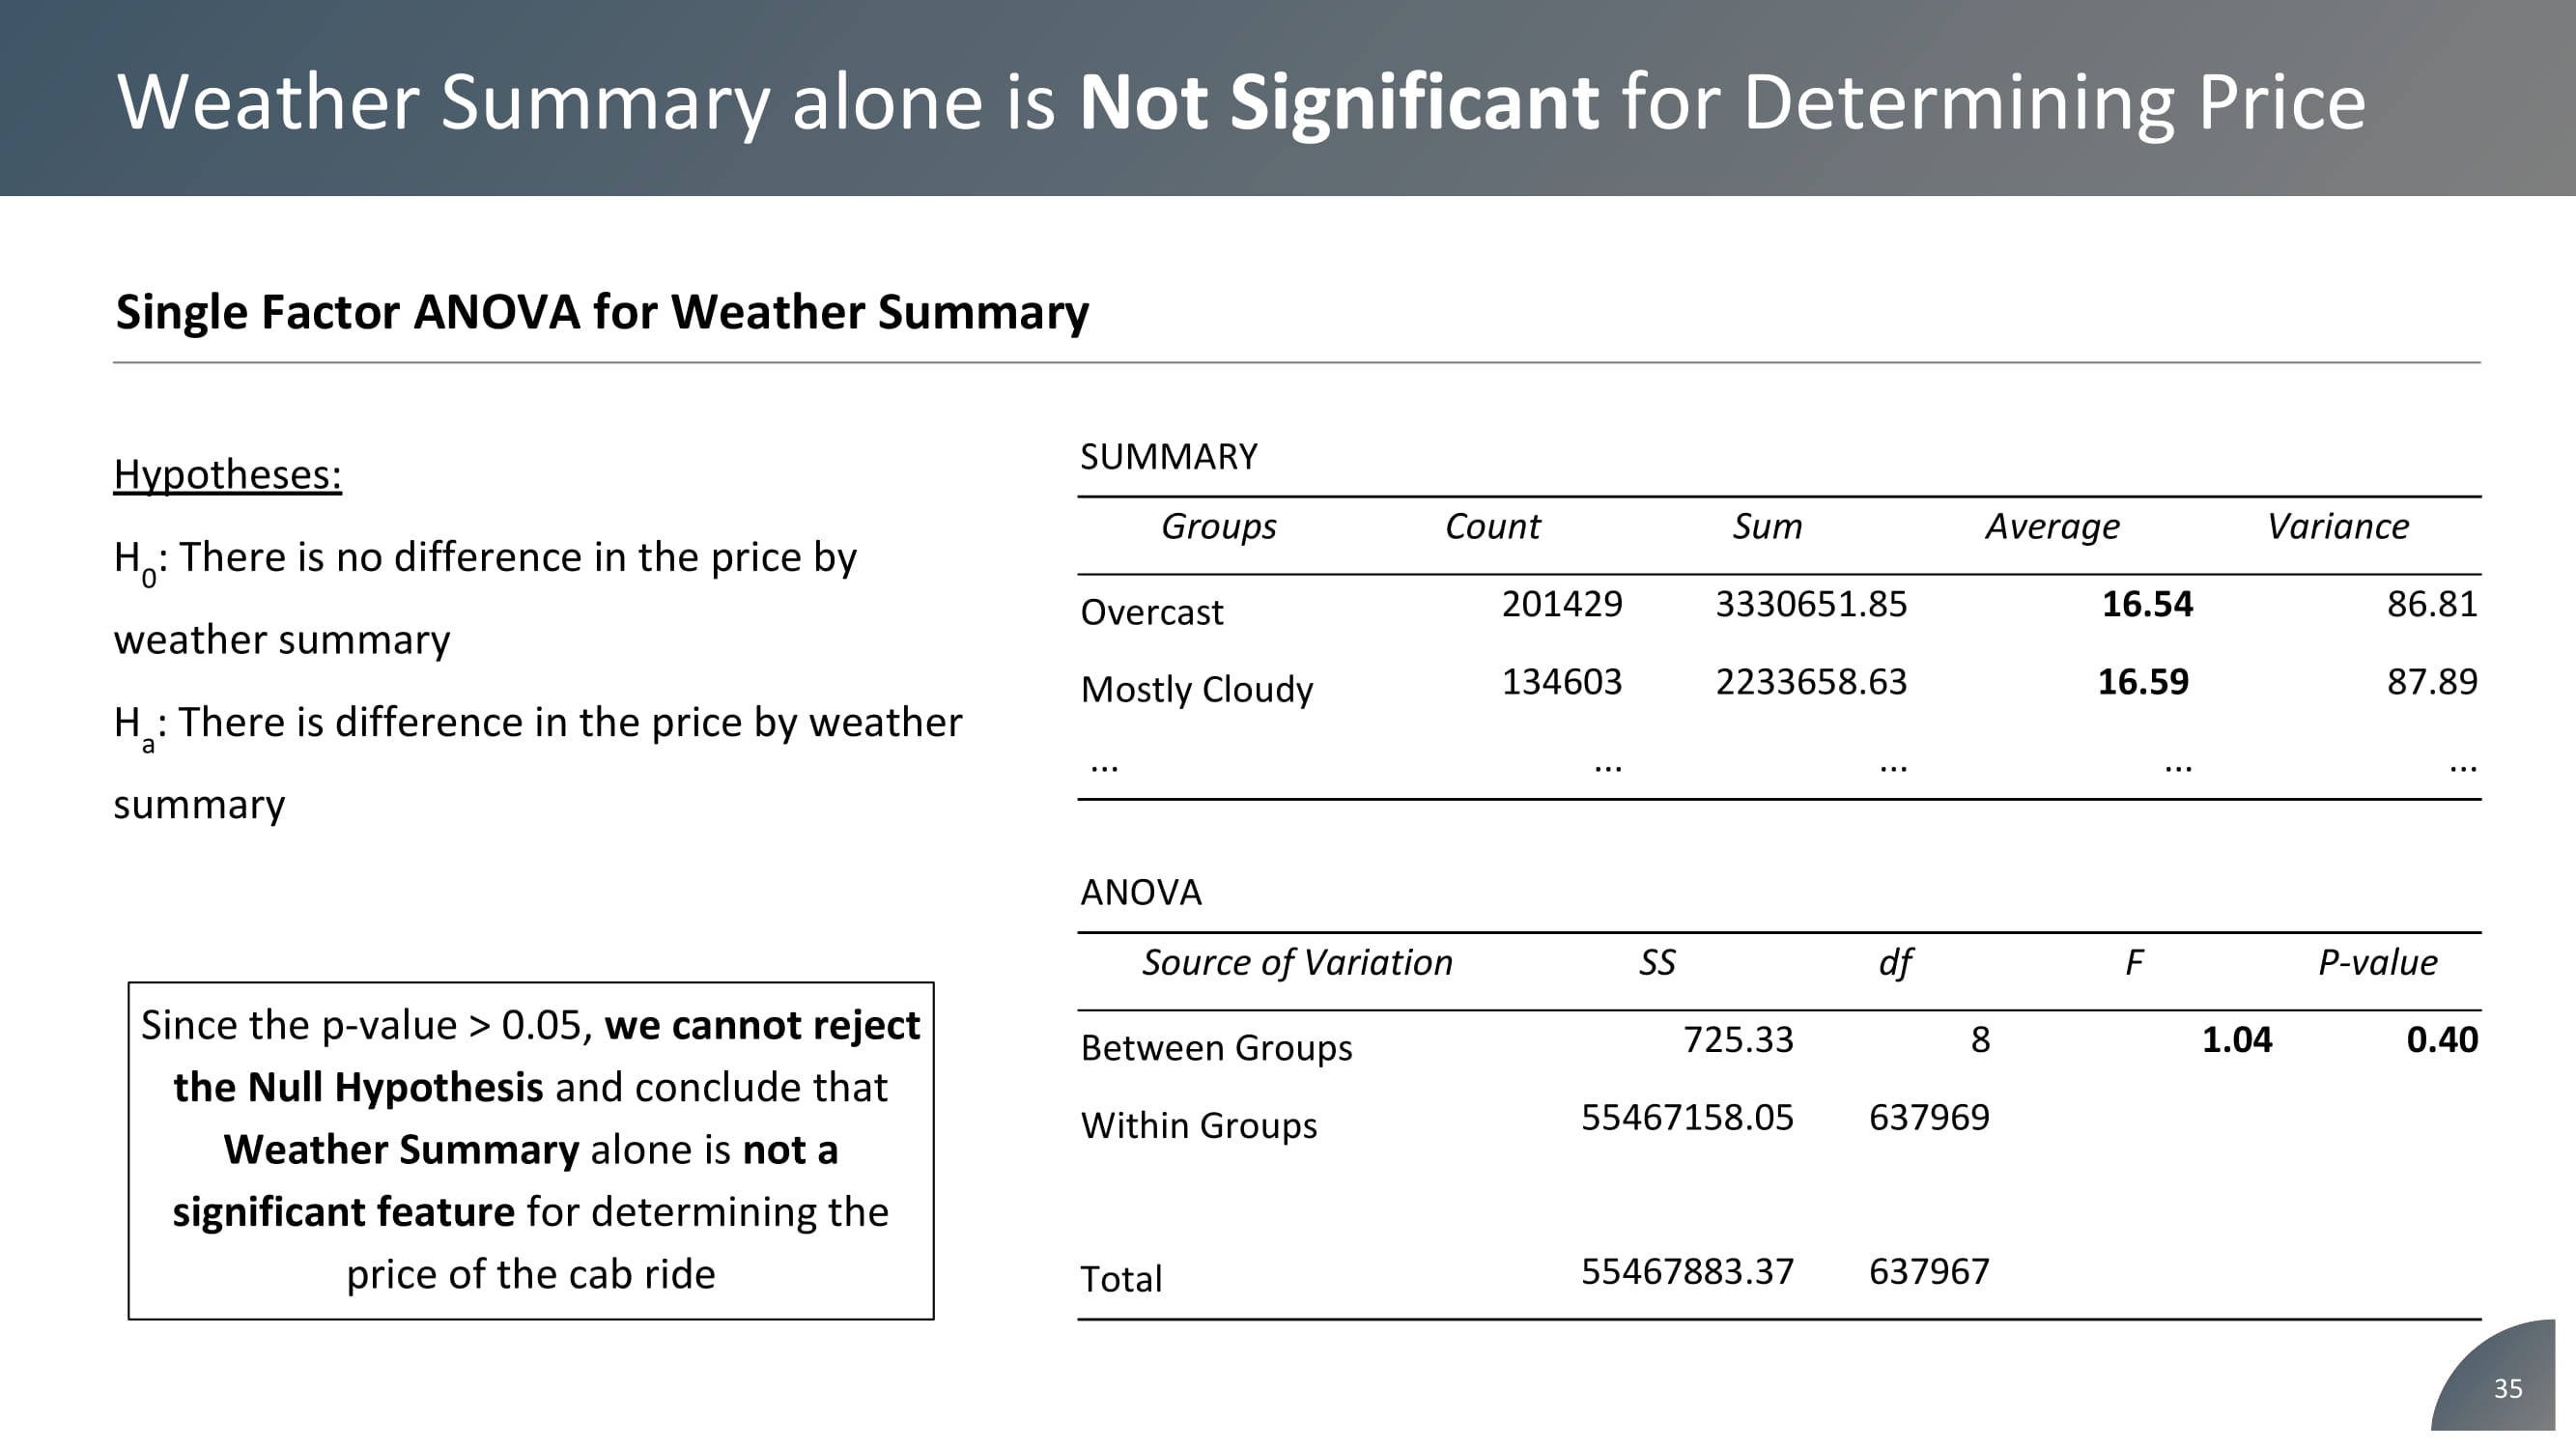 Weather Summary alone is Not Significant for Determining Price
Single Factor ANOVA for Weather Summary
Hypotheses:
H0: There is no difference in the price by
weather summary
Ha: There is difference in the price by weather
summary
Since the p-value > 0.05, we cannot reject
the Null Hypothesis and conclude that
Weather Summary alone is not a
significant feature for determining the
price of the cab ride
SUMMARY
Groups Count Sum Average Variance
Overcast 201429 3330651.85 16.54 86.81
Mostly Cloudy 134603 2233658.63 16.59 87.89
... ... ... ... ...
ANOVA
Source of Variation SS df F P-value
Between Groups 725.33 8 1.04 0.40
Within Groups 55467158.05 637969
Total 55467883.37 637967
35